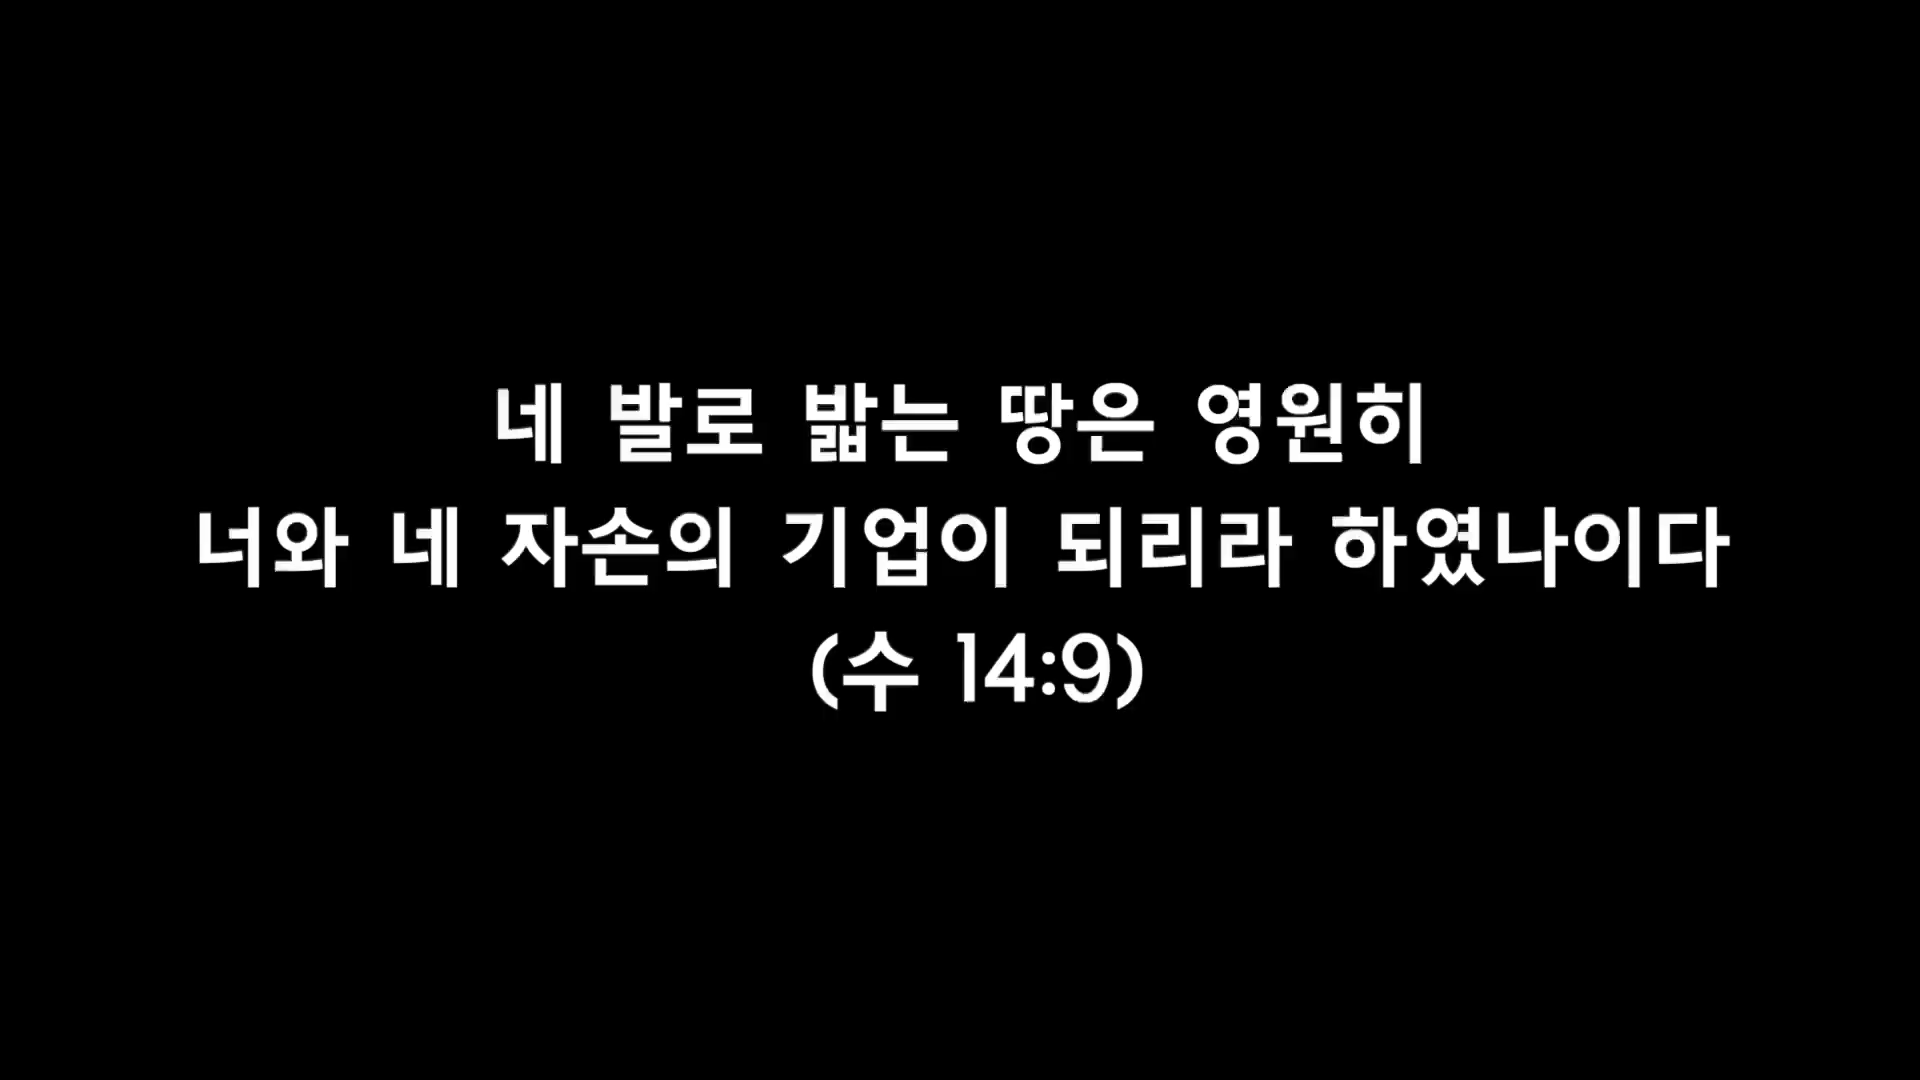 네 발로 밟는 땅은 영원히
너와 네 자손의 기업이 되리라 하였나이다
(수 14:9)